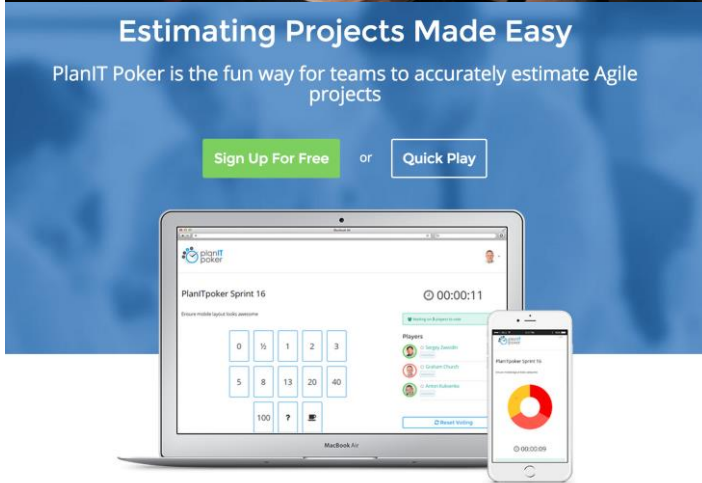 Estimating Projects Made Easy
PlanIT Poker is the fun way for teams to accurately estimate Agile
projects
Sign Up For Free or Quick Play
planIT
poker
PlanITpoker Sprint 16
00:00:11
Ensure mobile layout looks awesome
Players
0 ½ 1 2 3
5 8 13 20 40
100 ?
Reset Voting
MacBook Air
PlanITpoker Sprint 16
00:00:09